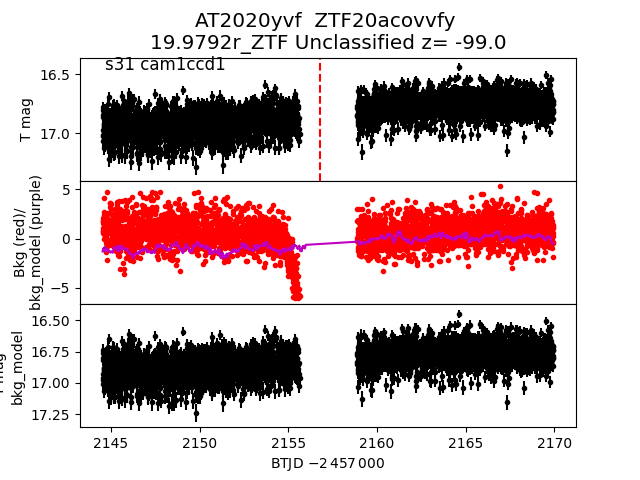 AT2020yvf  ZTF20acovvfy
19.9792r_ZTF Unclassified z= -99.0
s31 cam1ccd1
16.5
17.0
T mag
5
0
−5
Bkg (red)/
bkg_model (purple)
16.50
16.75
17.00
17.25
mag
bkg_model
2145
2150
2155
2160
2165
2170
BTJD −2 457 000